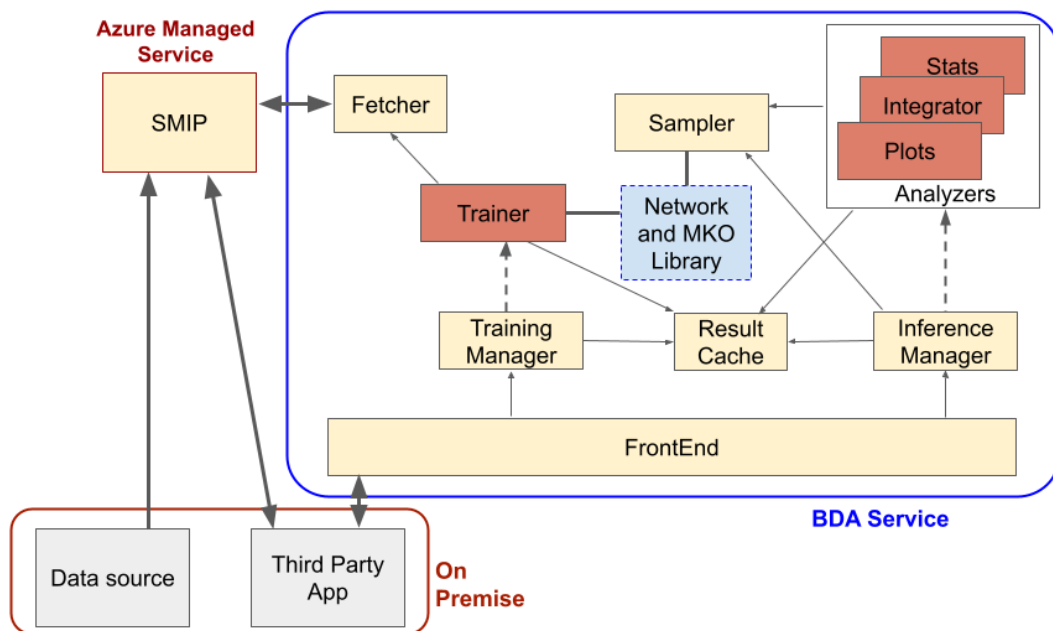 Azure Managed
Service
SMIP
Fetcher
Sampler
Stats
Integrator
Plots
Analyzers
Trainer
Network
and MKO
Library
Training
Manager
Result
Cache
Inference
Manager
FrontEnd
BDA Service
Data source
Third Party
App
On
Premise